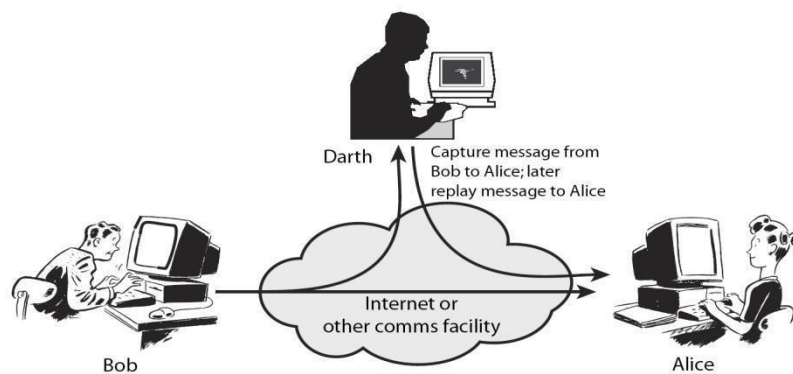 Darth
Capture message from
Bob to Alice; later
replay message to Alice
Internet or
other comms facility
Bob
Alice